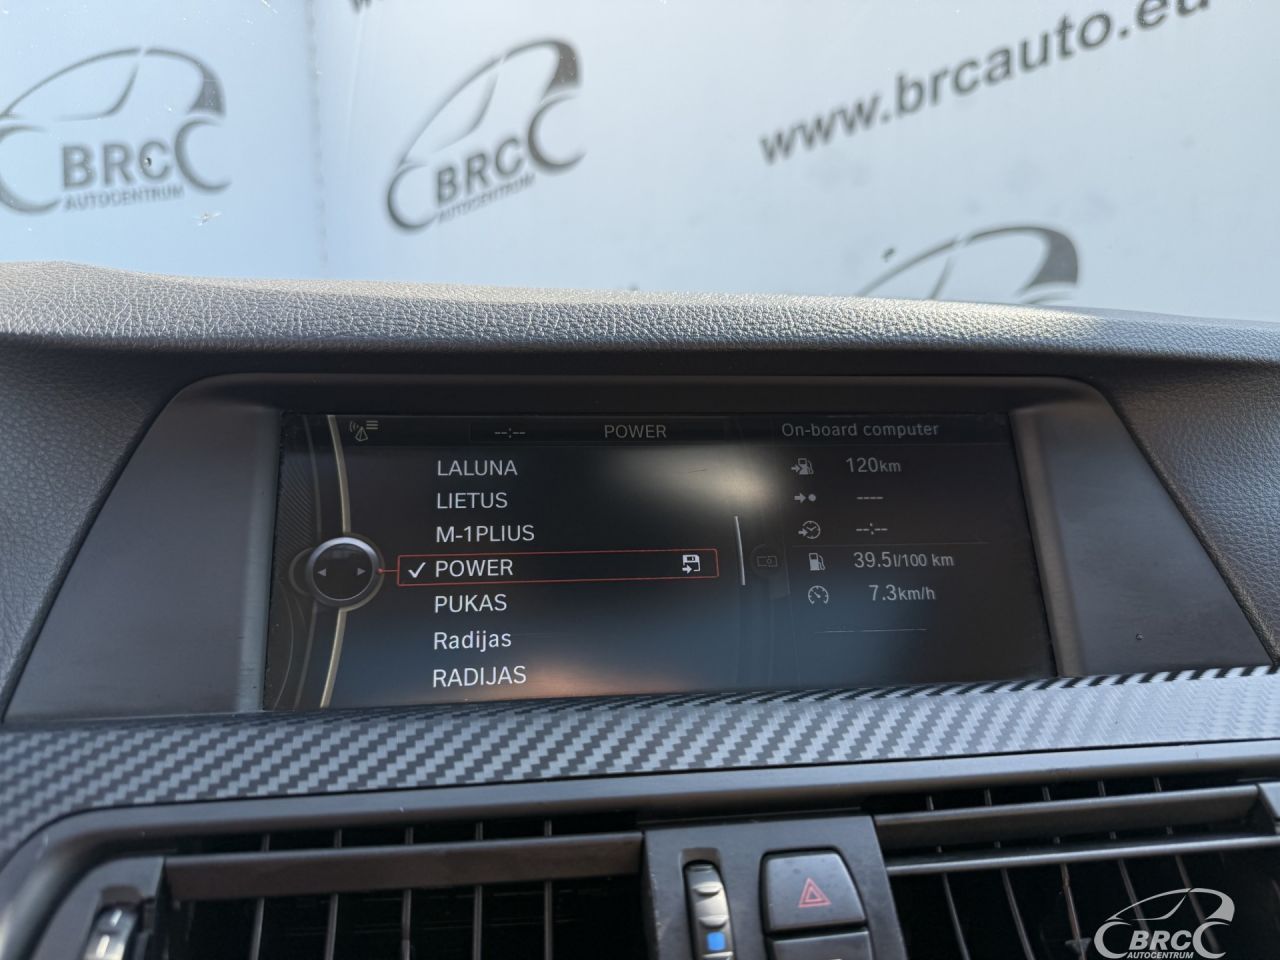 www.brcauto.eu
BRC
AUTOCENTRUM
BRC
AUTOCENTRUM
--:--
POWER
On-board computer
LALUNA
120km
LIETUS
----
M-1PLIUS
--:--
POWER
39.5l/100 km
PUKAS
7.3km/h
Radijas
RADIJAS
BRC
AUTOCENTRUM